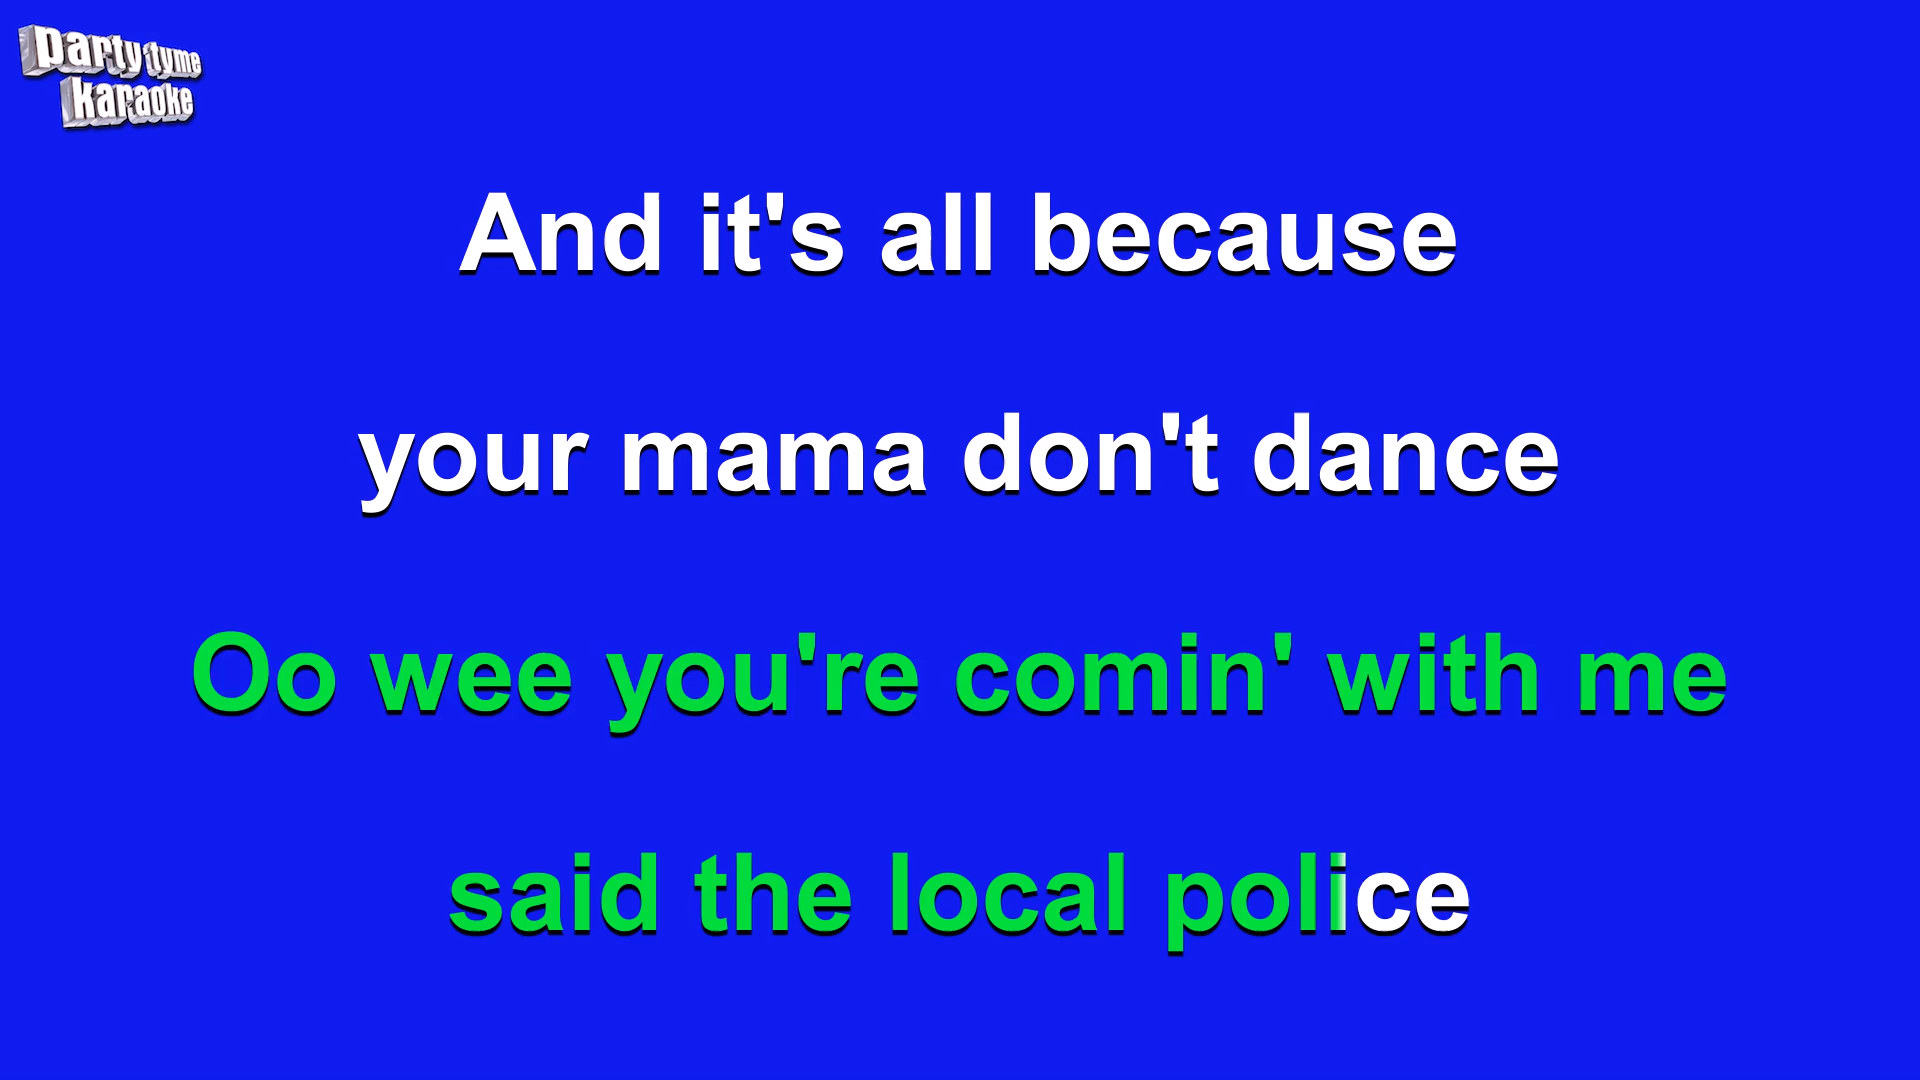 party tyme
karaoke
And it's all because
your mama don't dance
Oo wee you're comin' with me
said the local police